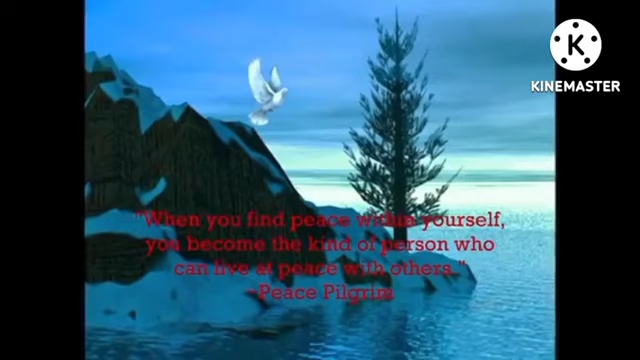 KINEMASTER
"When you find peace within yourself,
you become the kind of person who
can live at peace with others."
~Peace Pilgrim